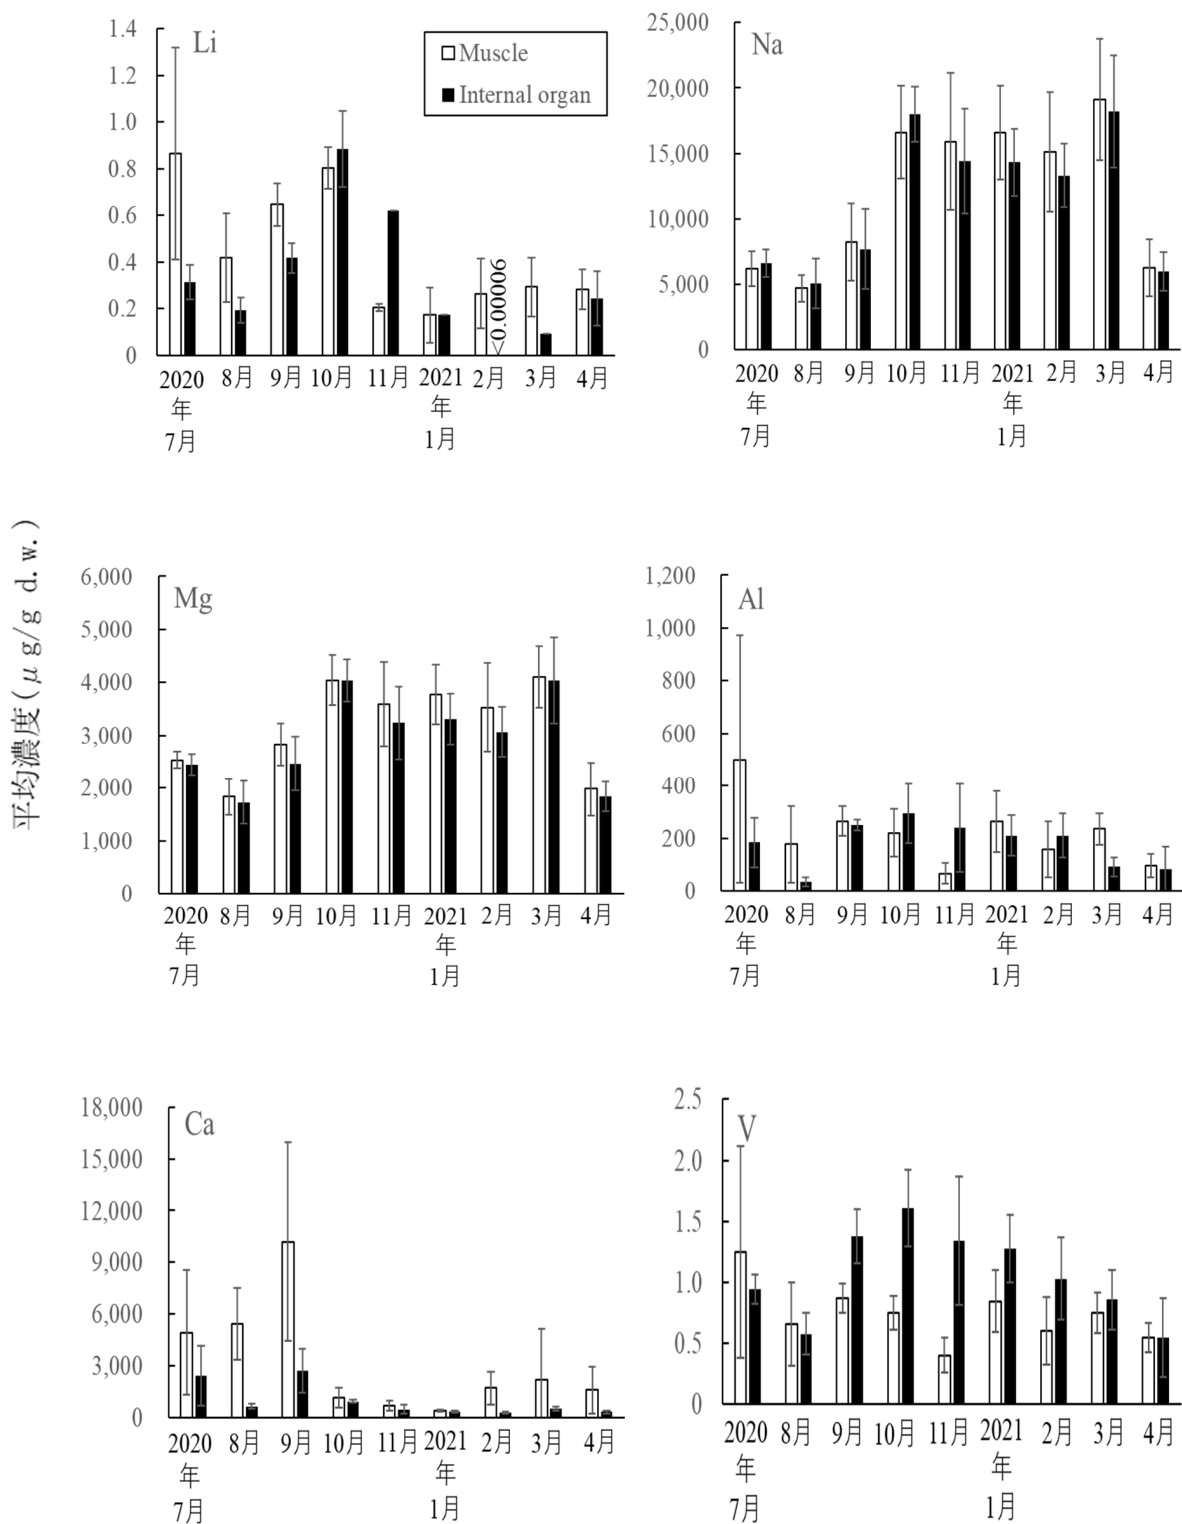 平均濃度(μg/g d.w.)
Li
Muscle
Internal organ
1.4
1.2
1.0
0.8
0.6
0.4
0.2
0
<0.00006
2020 8月 9月 10月 11月 2021 2月 3月 4月
年 年
7月 1月
Na
25,000
20,000
15,000
10,000
5,000
0
2020 8月 9月 10月 11月 2021 2月 3月 4月
年 年
7月 1月
Mg
6,000
5,000
4,000
3,000
2,000
1,000
0
2020 8月 9月 10月 11月 2021 2月 3月 4月
年 年
7月 1月
Al
1,200
1,000
800
600
400
200
0
2020 8月 9月 10月 11月 2021 2月 3月 4月
年 年
7月 1月
Ca
18,000
15,000
12,000
9,000
6,000
3,000
0
2020 8月 9月 10月 11月 2021 2月 3月 4月
年 年
7月 1月
V
2.5
2.0
1.5
1.0
0.5
0
2020 8月 9月 10月 11月 2021 2月 3月 4月
年 年
7月 1月